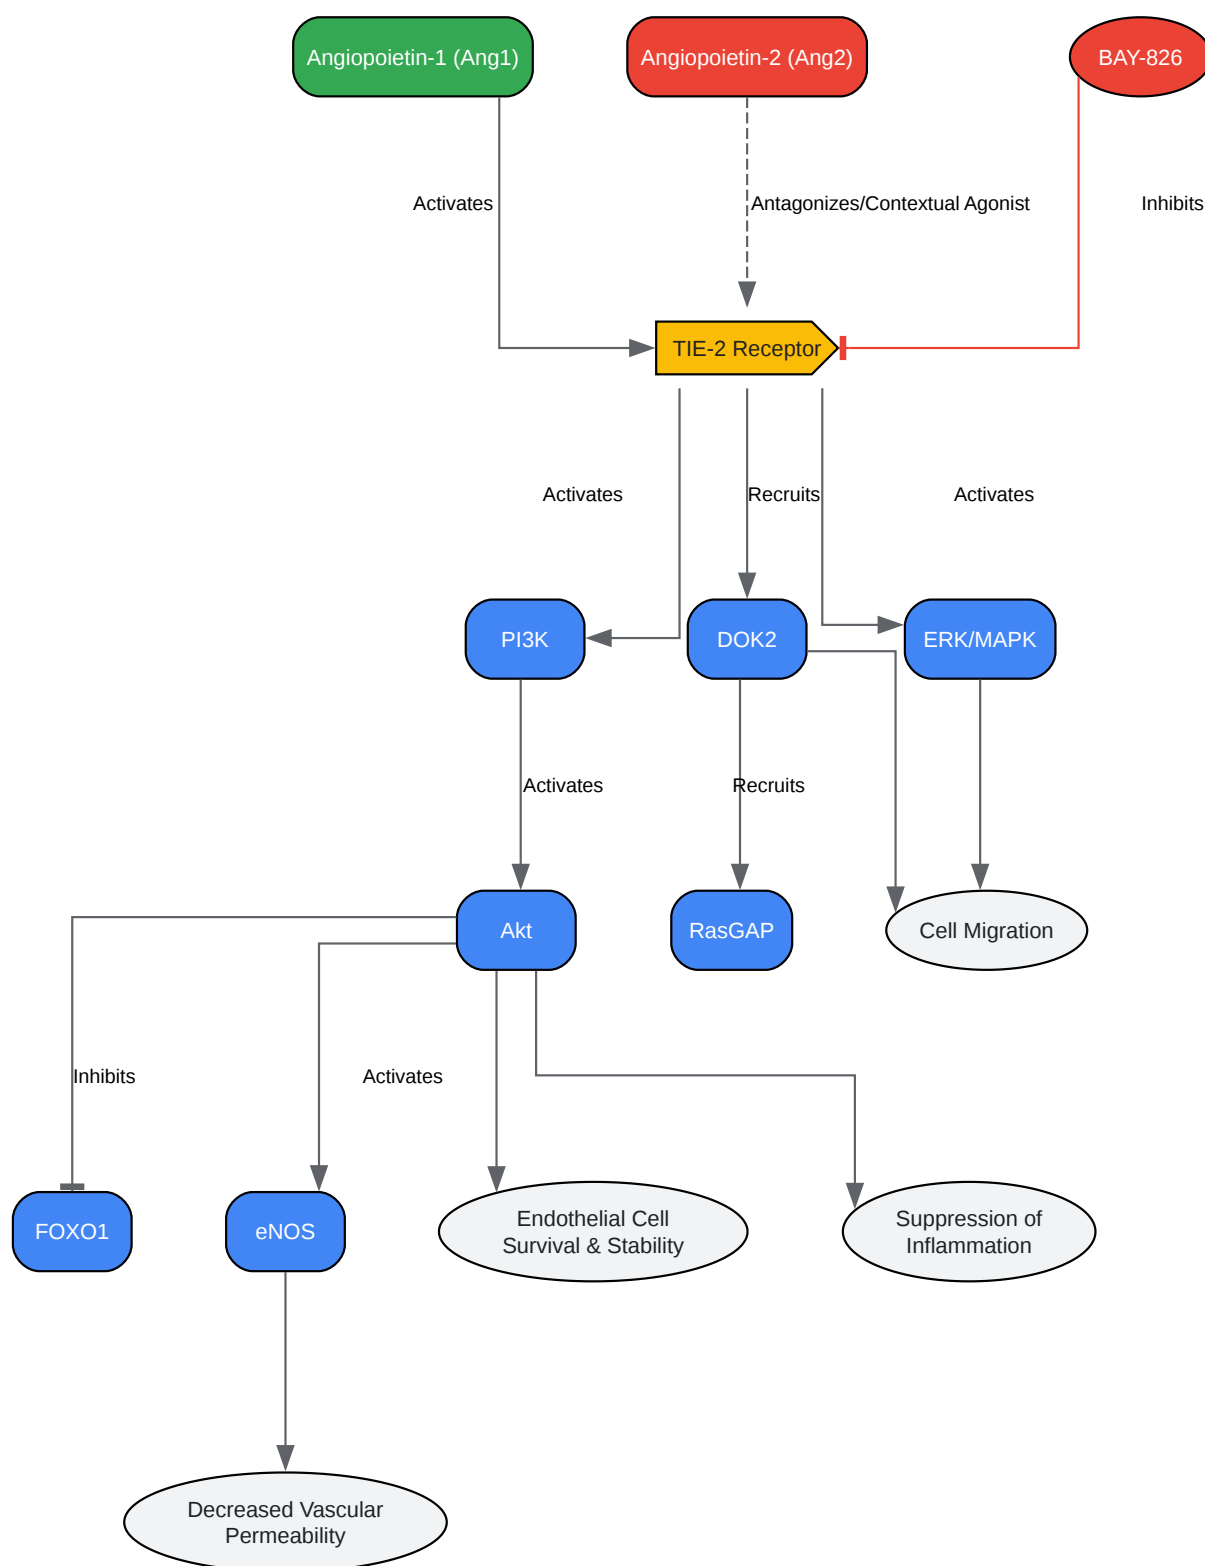 Angiopoietin-1 (Ang1)
Angiopoietin-2 (Ang2)
BAY-826
Activates
Antagonizes/Contextual Agonist
Inhibits
TIE-2 Receptor
Activates
Recruits
Activates
PI3K
DOK2
ERK/MAPK
Activates
Recruits
Akt
RasGAP
Cell Migration
Inhibits
Activates
FOXO1
eNOS
Endothelial Cell
Survival & Stability
Suppression of
Inflammation
Decreased Vascular
Permeability